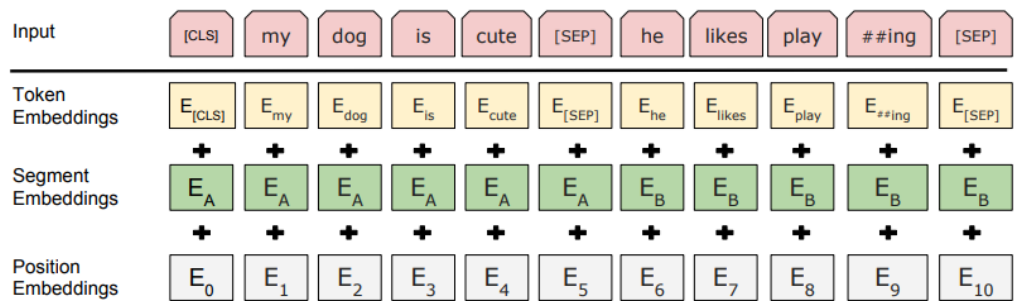 Input [CLS] my dog is cute [SEP] he likes play ##ing [SEP]
Token Embeddings E[CLS] Emy Edog Eis Ecute E[SEP] Ehe Elikes Eplay E##ing E[SEP]
+ + + + + + + + + + +
Segment Embeddings EA EA EA EA EA EA EB EB EB EB EB
+ + + + + + + + + + +
Position Embeddings E0 E1 E2 E3 E4 E5 E6 E7 E8 E9 E10